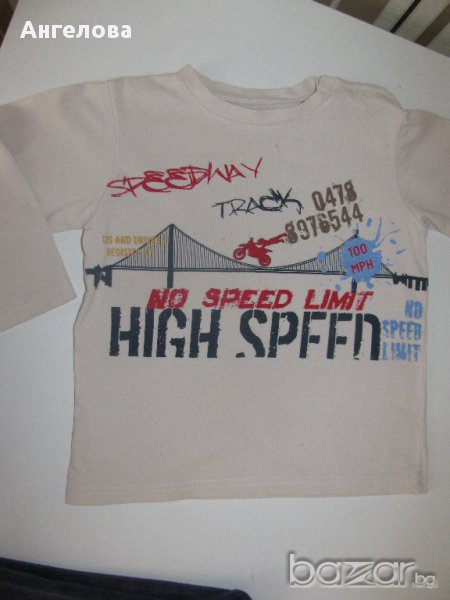 Ангелова
SPEEDWAY
TRACK
0478
8976544
100
MPH
NO SPEED LIMIT
HIGH SPEED
NO
SPEED
LIMIT
bazar.bg